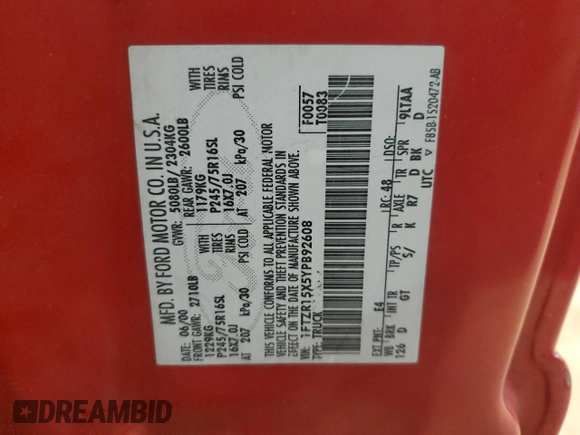 MFD. BY FORD MOTOR CO. IN U.S.A.
DATE: 06/00 GVWR: 5080LB/ 2304KG
FRONT GAWR: 2710LB REAR GAWR: 2600LB
1229KG WITH 1179KG WITH
P245/75R16SL TIRES P245/75R16SL TIRES
16X7.0J RIMS 16X7.0J RIMS
AT 207 kPa/30 PSI COLD AT 207 kPa/30 PSI COLD
THIS VEHICLE CONFORMS TO ALL APPLICABLE FEDERAL MOTOR
VEHICLE SAFETY AND THEFT PREVENTION STANDARDS IN
EFFECT ON THE DATE OF MANUFACTURE SHOWN ABOVE.
VIN: 1FTZR15X5YPB92608 F0057
TYPE: TRUCK T0083
EXT PNT: E4 RC: 48 DSO:
WB BRK INT TR TP/PS R AXLE TR SPR 9LTAA
126 D GT S/ K R7 D BK D
UTC ▽ F85B-1520472-AB
DREAMBID